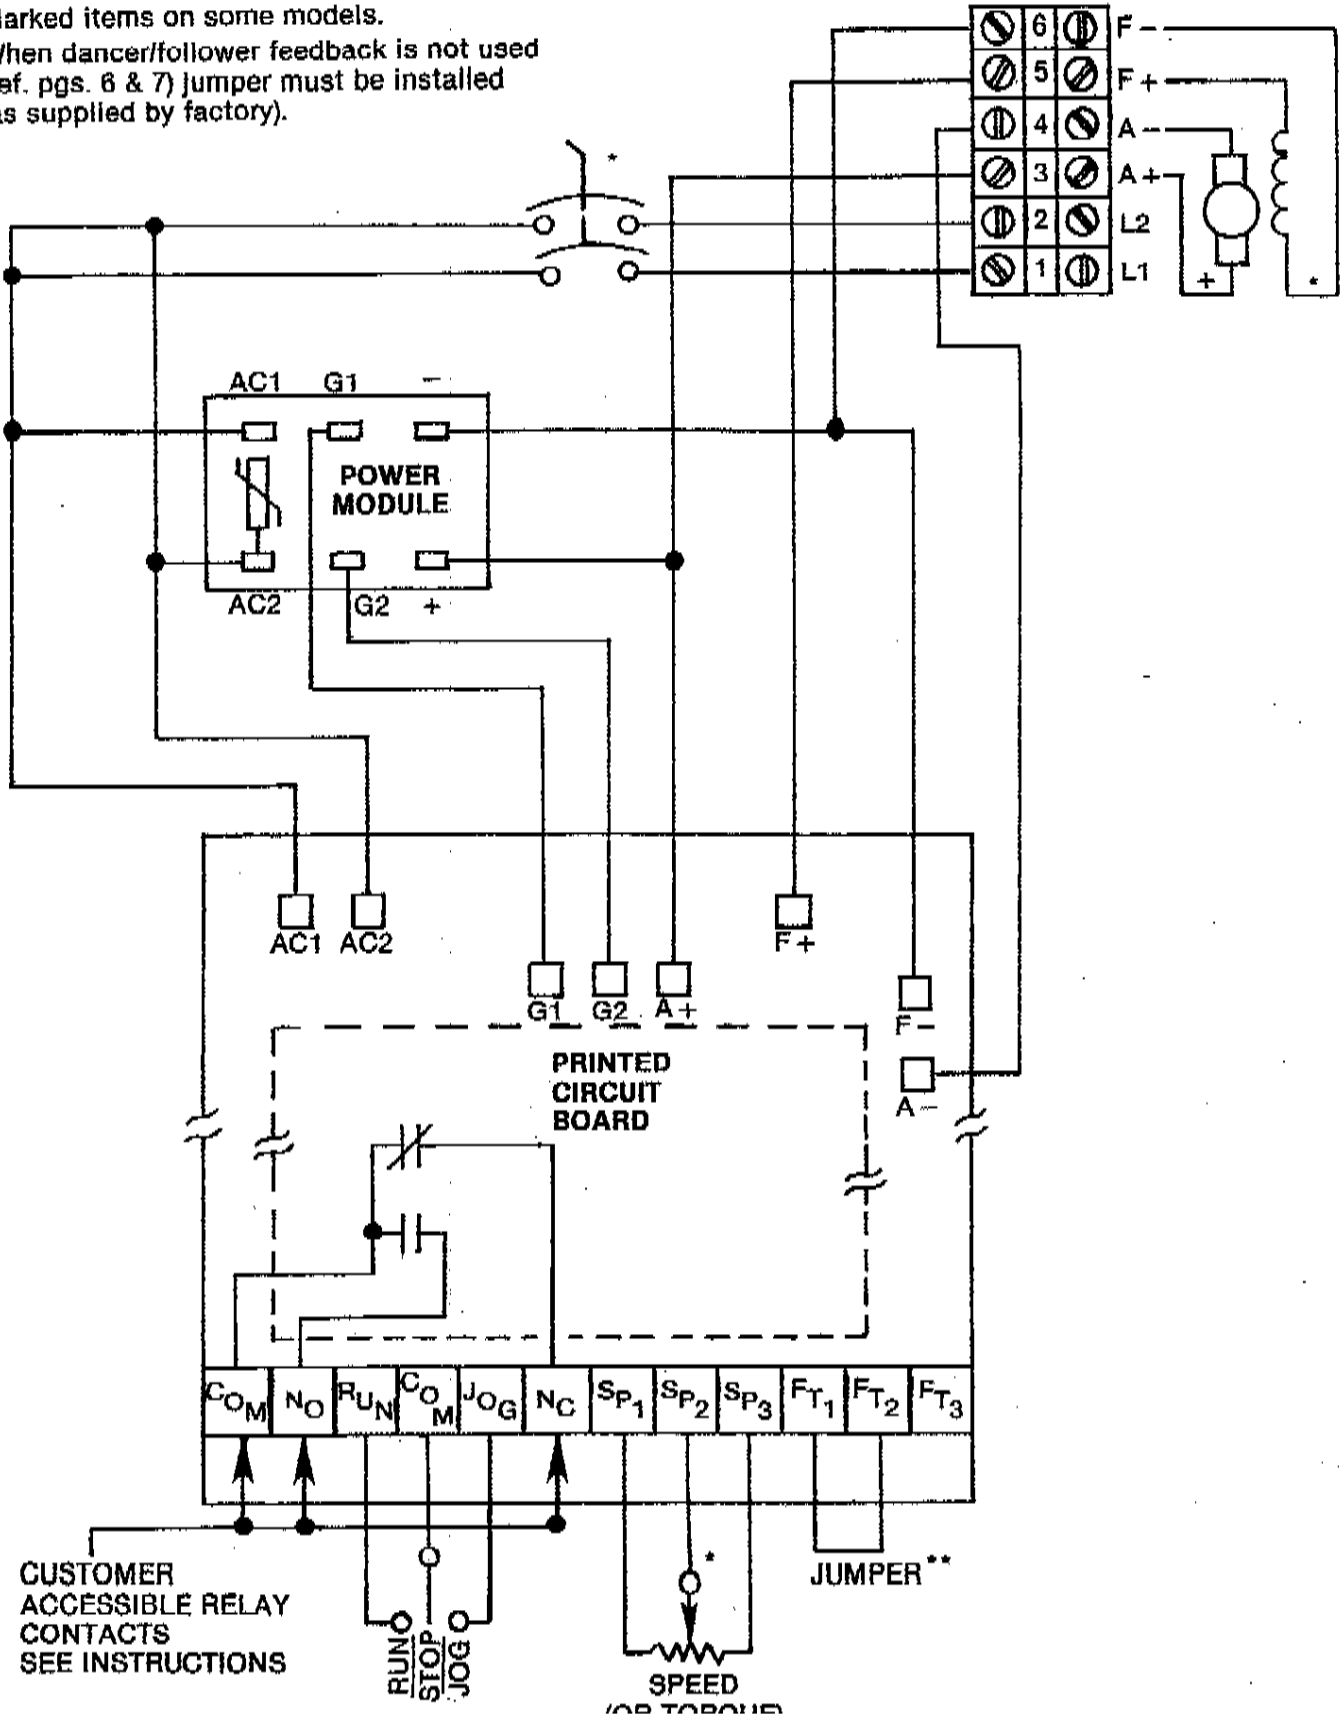 larked items on some models.
hen dancer/follower feedback is not used
ef. pgs. 6 & 7) jumper must be installed
s supplied by factory).
*
6 F -
5 F +
4 A -
3 A +
2 L2
1 L1
+ *
AC1 G1 -
POWER
MODULE
AC2 G2 +
AC1 AC2 F +
G1 G2 A +
F -
PRINTED
CIRCUIT
BOARD
A -
COM NO RUN COM JOG NC SP1 SP2 SP3 FT1 FT2 FT3
*
JUMPER**
CUSTOMER
ACCESSIBLE RELAY
CONTACTS
SEE INSTRUCTIONS
RUN
STOP
JOG
SPEED
(OR TORQUE)